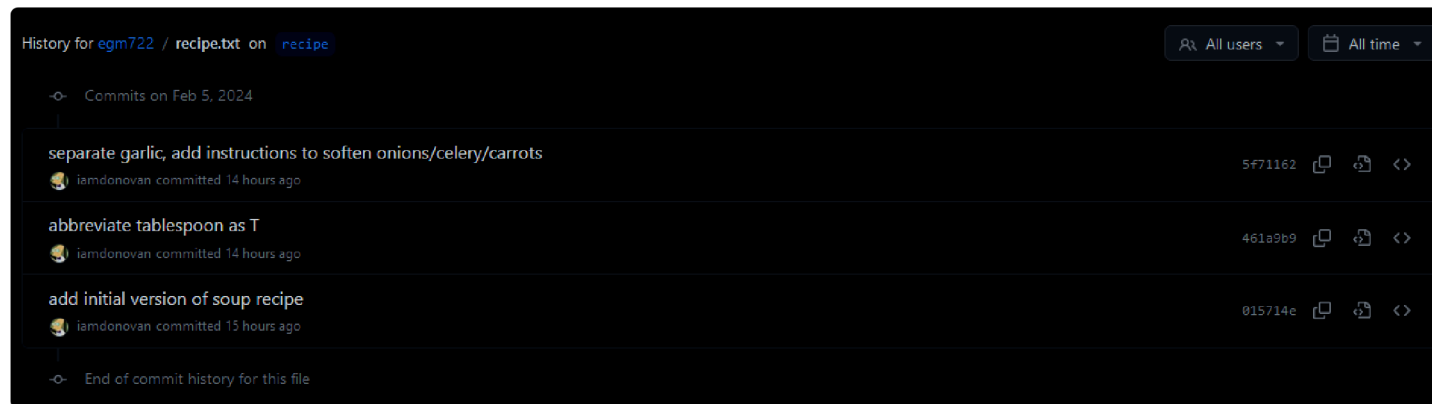 History for egm722 / recipe.txt on recipe
All users
All time
Commits on Feb 5, 2024
separate garlic, add instructions to soften onions/celery/carrots
5f71162
iamdonovan committed 14 hours ago
abbreviate tablespoon as T
461a9b9
iamdonovan committed 14 hours ago
add initial version of soup recipe
015714e
iamdonovan committed 15 hours ago
End of commit history for this file